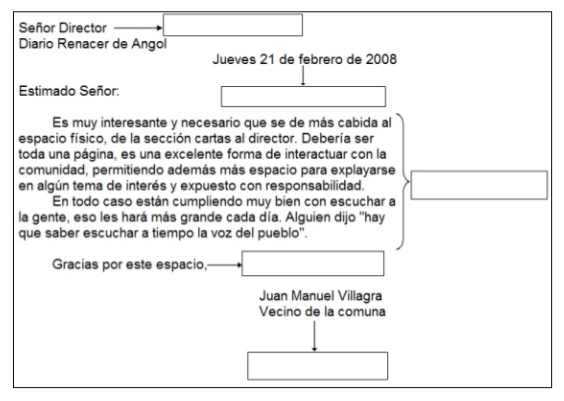 Señor Director
Diario Renacer de Angol
Jueves 21 de febrero de 2008
Estimado Señor:
Es muy interesante y necesario que se de más cabida al
espacio físico, de la sección cartas al director. Debería ser
toda una página, es una excelente forma de interactuar con la
comunidad, permitiendo además más espacio para explayarse
en algún tema de interés y expuesto con responsabilidad.
En todo caso están cumpliendo muy bien con escuchar a
la gente, eso les hará más grande cada día. Alguien dijo "hay
que saber escuchar a tiempo la voz del pueblo".
Gracias por este espacio,
Juan Manuel Villagra
Vecino de la comuna